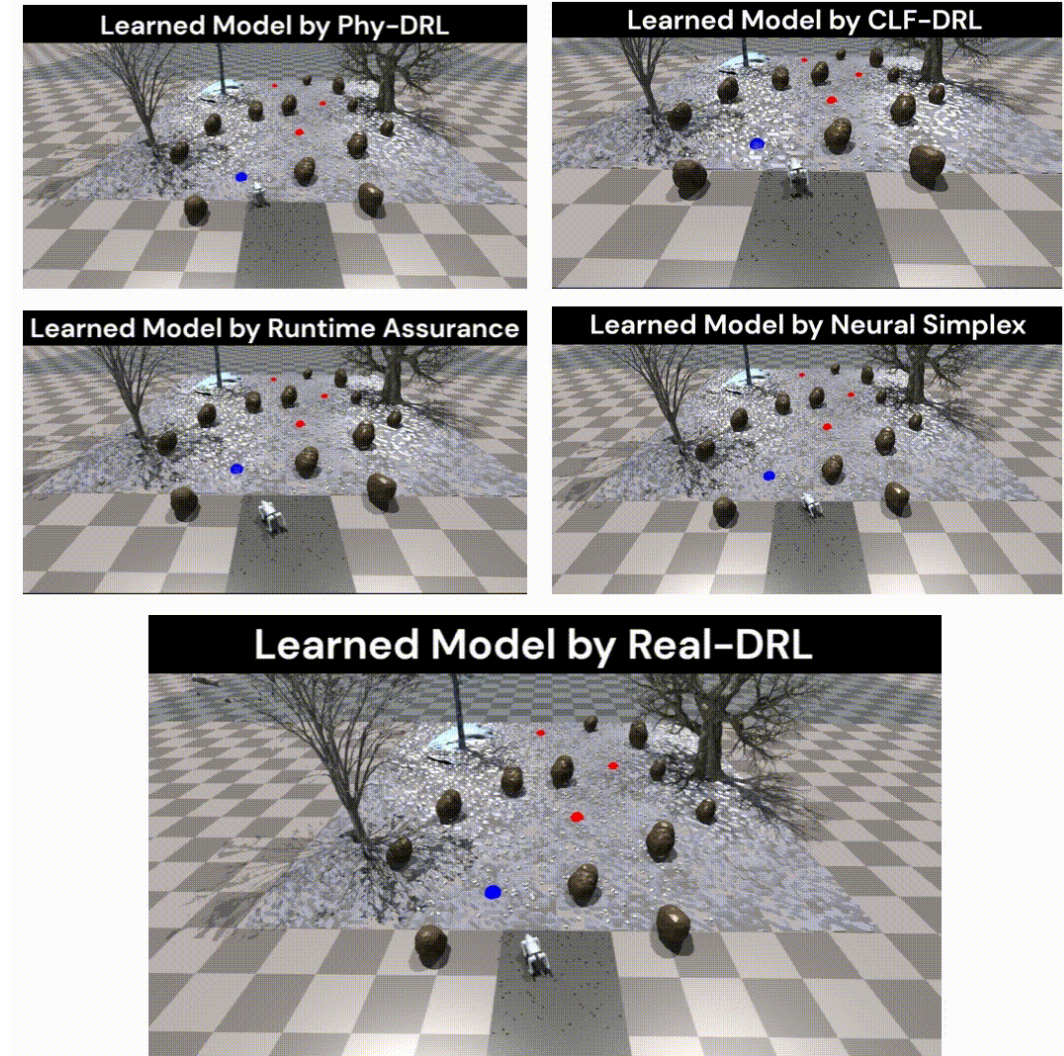 Learned Model by Phy-DRL
Learned Model by CLF-DRL
Learned Model by Runtime Assurance
Learned Model by Neural Simplex
Learned Model by Real-DRL